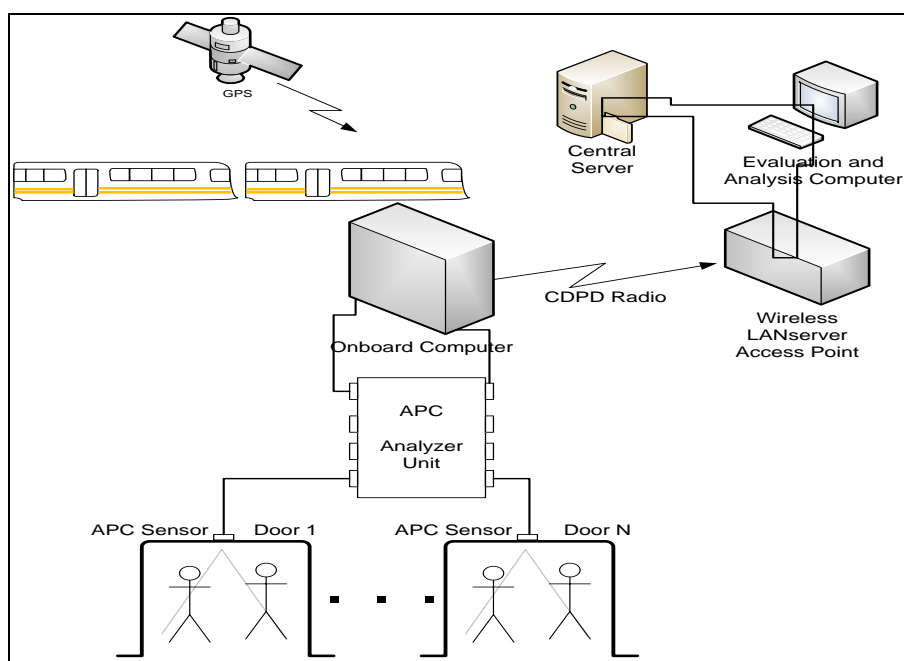 GPS
Central
Server
Evaluation and
Analysis Computer
CDPD Radio
Wireless
LANserver
Access Point
Onboard Computer
APC
Analyzer
Unit
APC Sensor
Door 1
APC Sensor
Door N